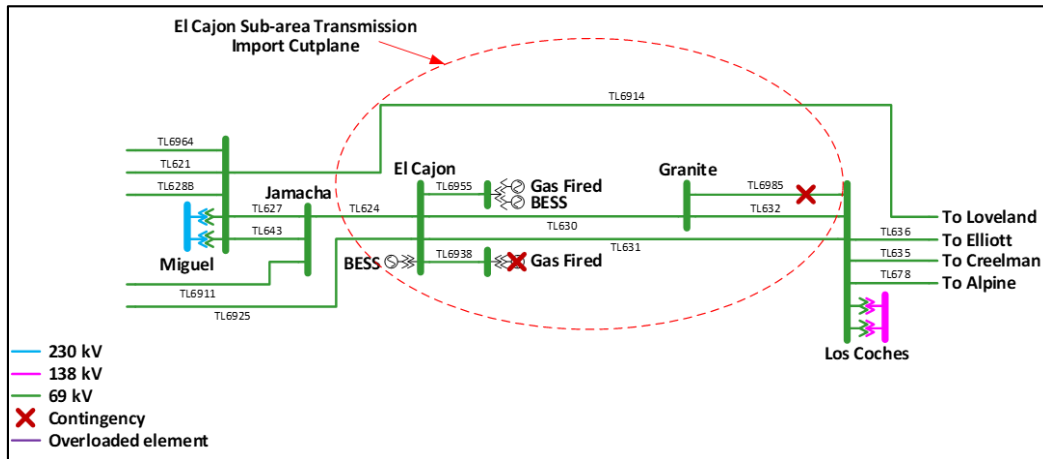 El Cajon Sub-area Transmission
Import Cutplane
TL6914
TL6964
TL621
TL628B
TL627
TL643
Miguel
Jamacha
TL624
TL6911
TL6925
El Cajon
TL6955
Gas Fired
BESS
TL630
TL631
BESS
TL6938
Gas Fired
Granite
TL6985
TL632
To Loveland
TL636
To Elliott
TL635
To Creelman
TL678
To Alpine
Los Coches
230 kV
138 kV
69 kV
Contingency
Overloaded element